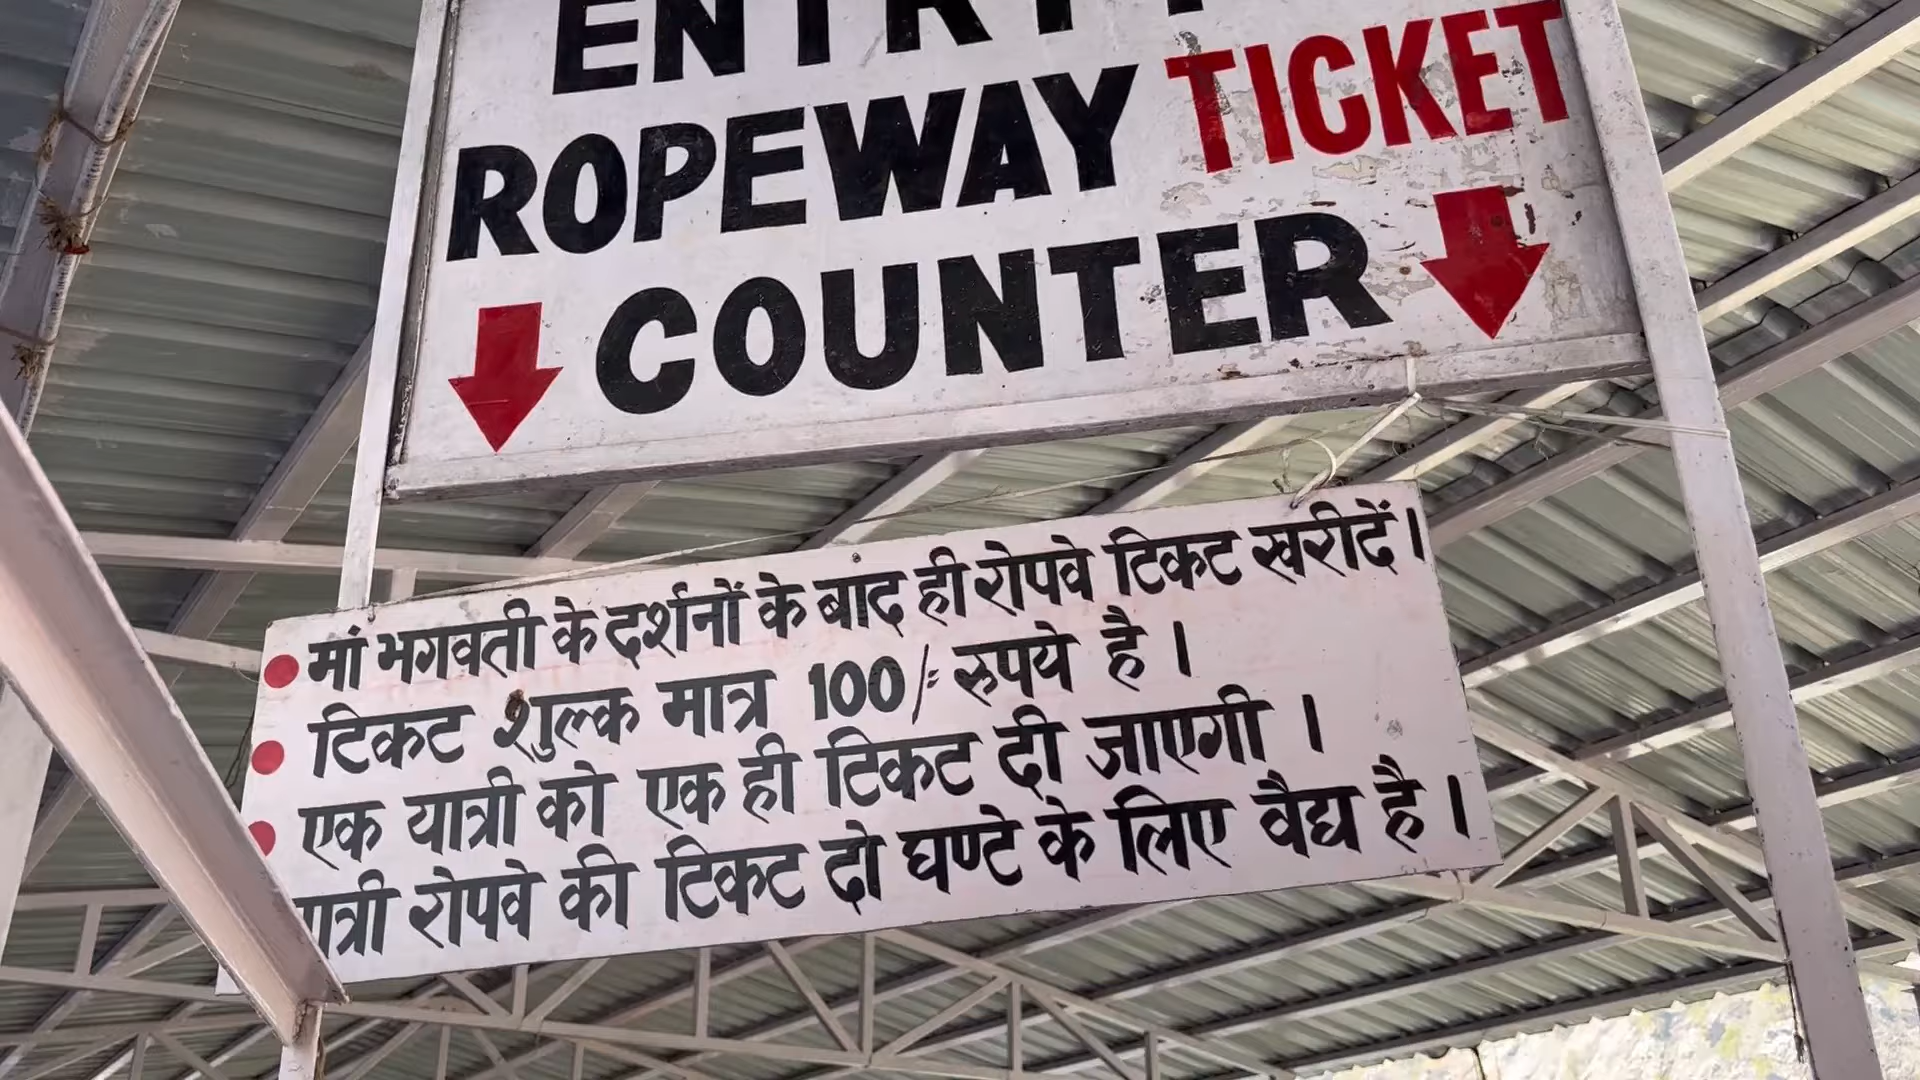 ENTRY
ROPEWAY TICKET
COUNTER
मां भगवती के दर्शनों के बाद ही रोपवे टिकट खरीदें।
टिकट शुल्क मात्र 100/= रुपये है।
एक यात्री को एक ही टिकट दी जाएगी।
रोपवे की टिकट दो घण्टे के लिए वैद्य है।